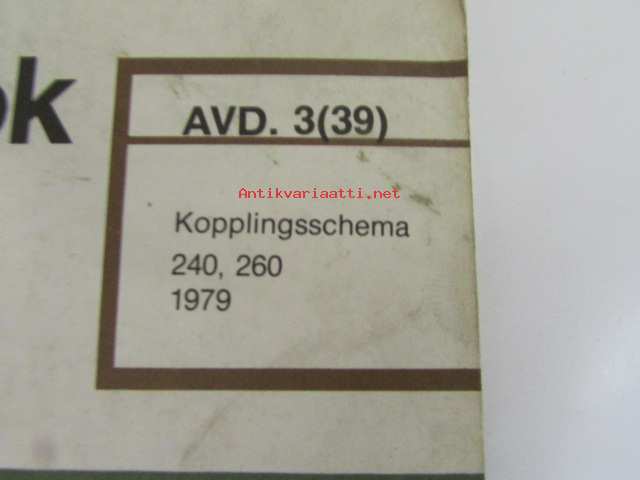 ok
AVD. 3(39)
Antikvariaatti.net
Kopplingsschema
240, 260
1979